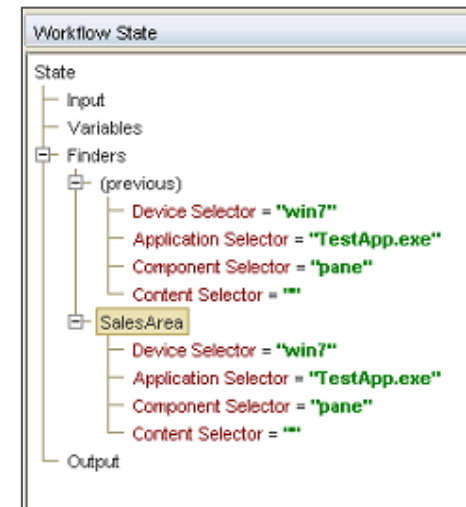 Workflow State
State
Input
Variables
Finders
(previous)
Device Selector = "win7"
Application Selector = "TestApp.exe"
Component Selector = "pane"
Content Selector = ""
SalesArea
Device Selector = "win7"
Application Selector = "TestApp.exe"
Component Selector = "pane"
Content Selector = ""
Output